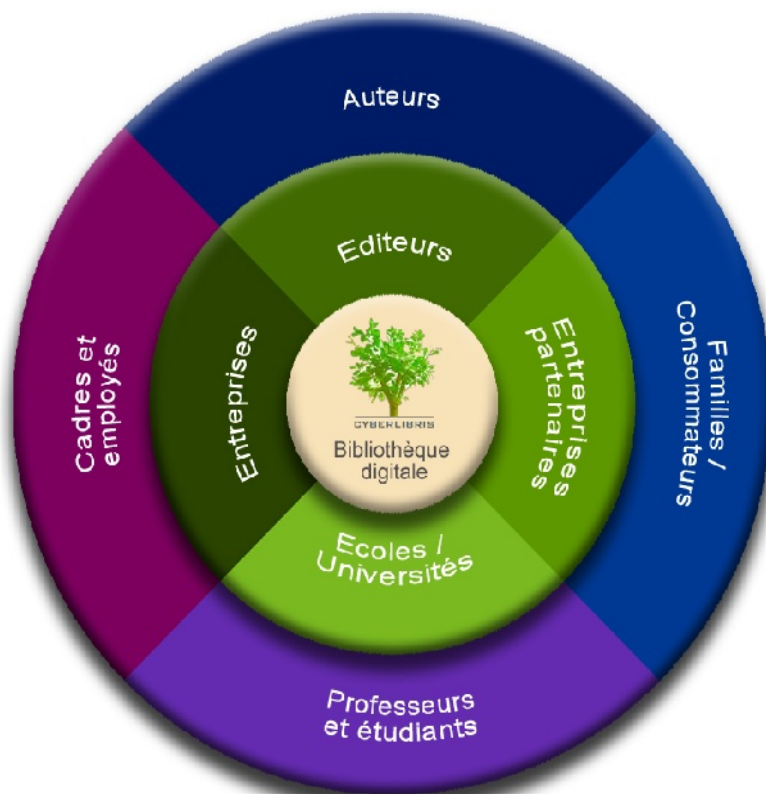 Auteurs
Editeurs
Cadres et
employés
Entreprises
CYBERLIBRIS
Bibliothèque
digitale
Entreprises
partenaires
Familles /
Consommateurs
Ecoles /
Universités
Professeurs
et étudiants